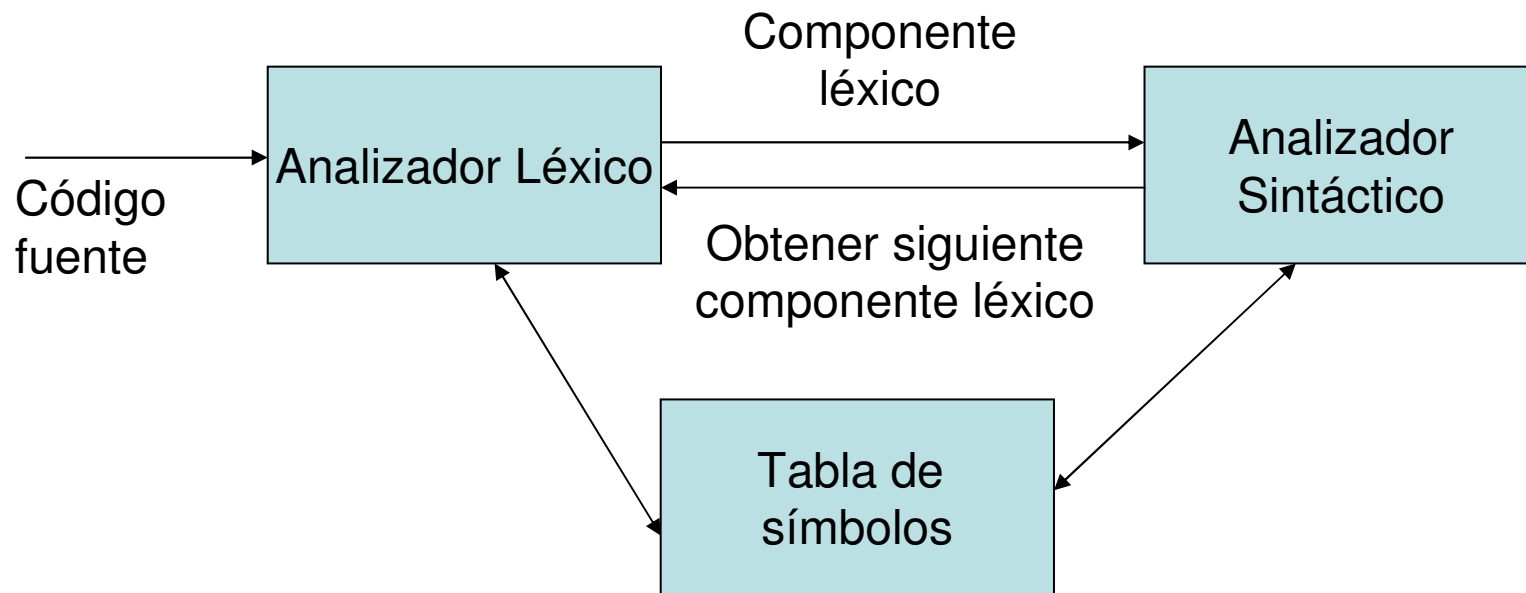 Componente
léxico
Analizador Léxico
Analizador
Sintáctico
Código
fuente
Obtener siguiente
componente léxico
Tabla de
símbolos